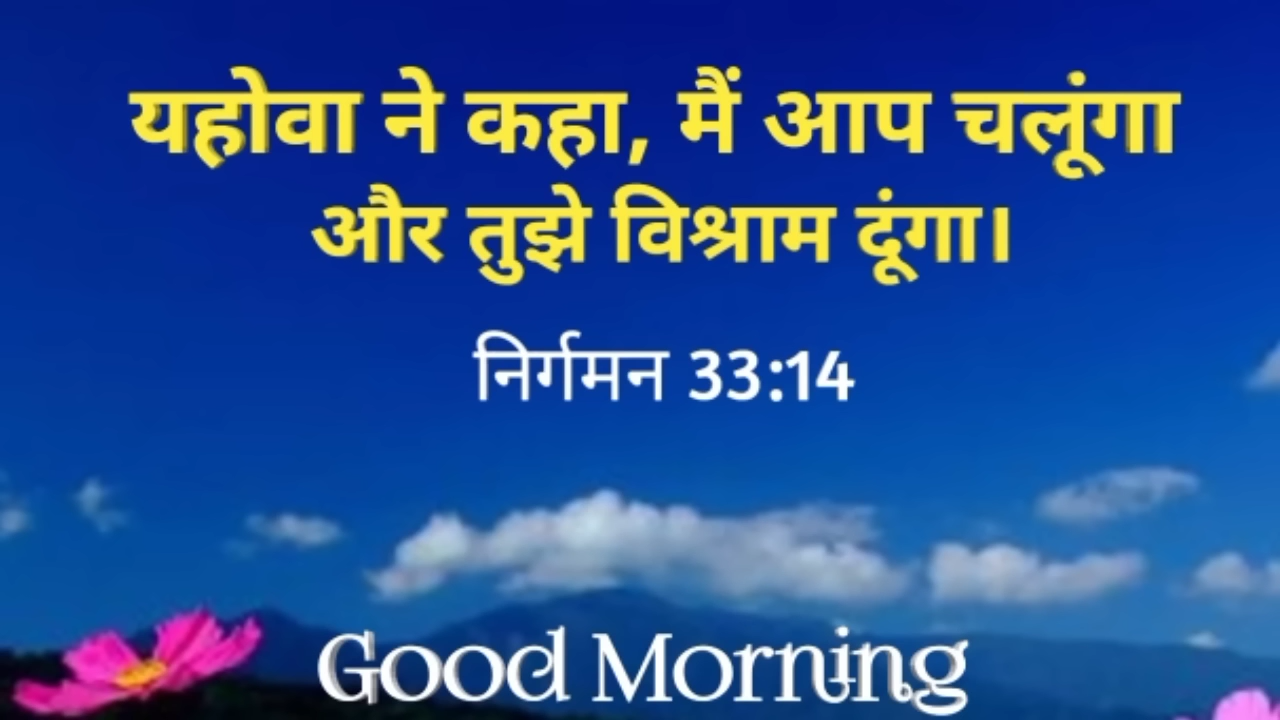 यहोवा ने कहा, मैं आप चलूंगा
और तुझे विश्राम दूंगा।
निर्गमन 33:14
Good Morning